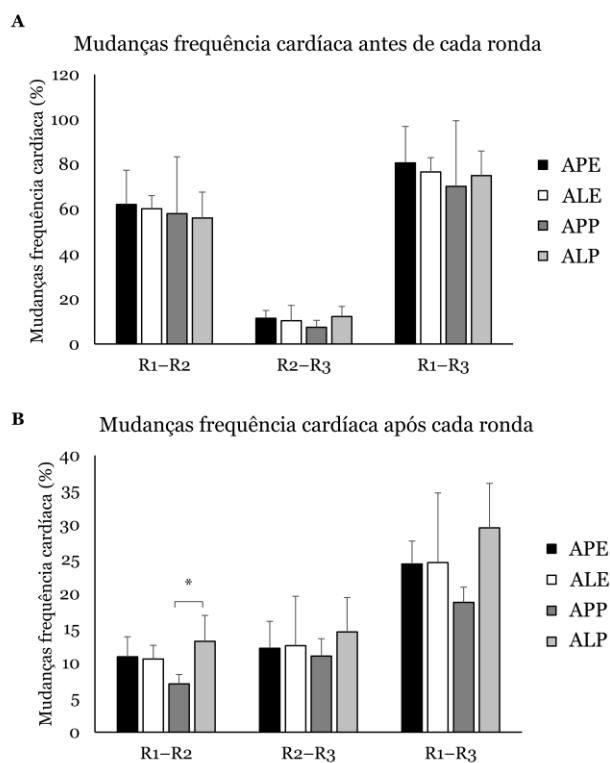 A
Mudanças frequência cardíaca antes de cada ronda
Mudanças frequência cardíaca (%)
120
100
80
60
40
20
0
R1–R2
R2–R3
R1–R3
APE
ALE
APP
ALP
B
Mudanças frequência cardíaca após cada ronda
Mudanças frequência cardíaca (%)
40
35
30
25
20
15
10
5
0
*
R1–R2
R2–R3
R1–R3
APE
ALE
APP
ALP